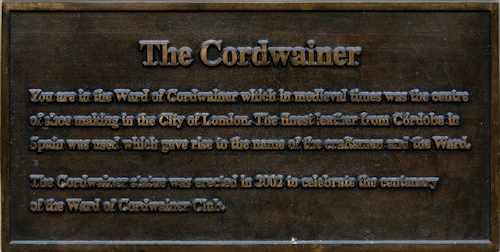 The Cordwainer
You are in the Ward of Cordwainer which in medieval times was the centre
of shoe making in the City of London. The finest leather from Córdoba in
Spain was used which gave rise to the name of the craftsmen and the Ward.
The Cordwainer statue was erected in 2002 to celebrate the centenary
of the Ward of Cordwainer Club.